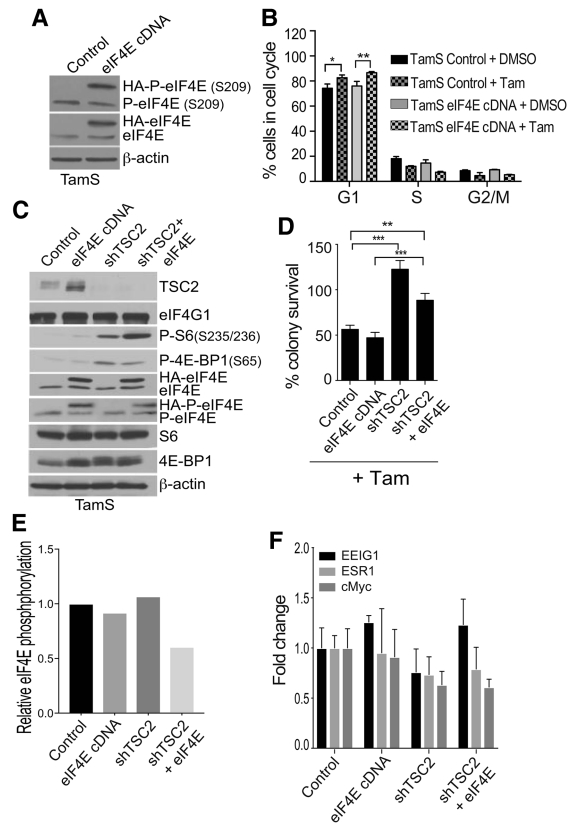 A
Control
eIF4E cDNA
HA-P-eIF4E (S209)
P-eIF4E (S209)
HA-eIF4E
eIF4E
β-actin
TamS
B
% cells in cell cycle
120
100
80
60
40
20
0
*
**
TamS Control + DMSO
TamS Control + Tam
TamS eIF4E cDNA + DMSO
TamS eIF4E cDNA + Tam
G1
S
G2/M
C
Control
eIF4E cDNA
shTSC2
shTSC2+
eIF4E
TSC2
eIF4G1
P-S6(S235/236)
P-4E-BP1(S65)
HA-eIF4E
eIF4E
HA-P-eIF4E
P-eIF4E
S6
4E-BP1
β-actin
TamS
D
% colony survival
150
100
50
0
**
***
***
Control
eIF4E cDNA
shTSC2
shTSC2
+ eIF4E
+ Tam
E
Relative eIF4E phosphphorylation
1.5
1.0
0.5
0.0
Control
eIF4E cDNA
shTSC2
shTSC2
+ eIF4E
F
Fold change
2.0
1.5
1.0
0.5
0.0
EEIG1
ESR1
cMyc
Control
eIF4E cDNA
shTSC2
shTSC2
+ eIF4E